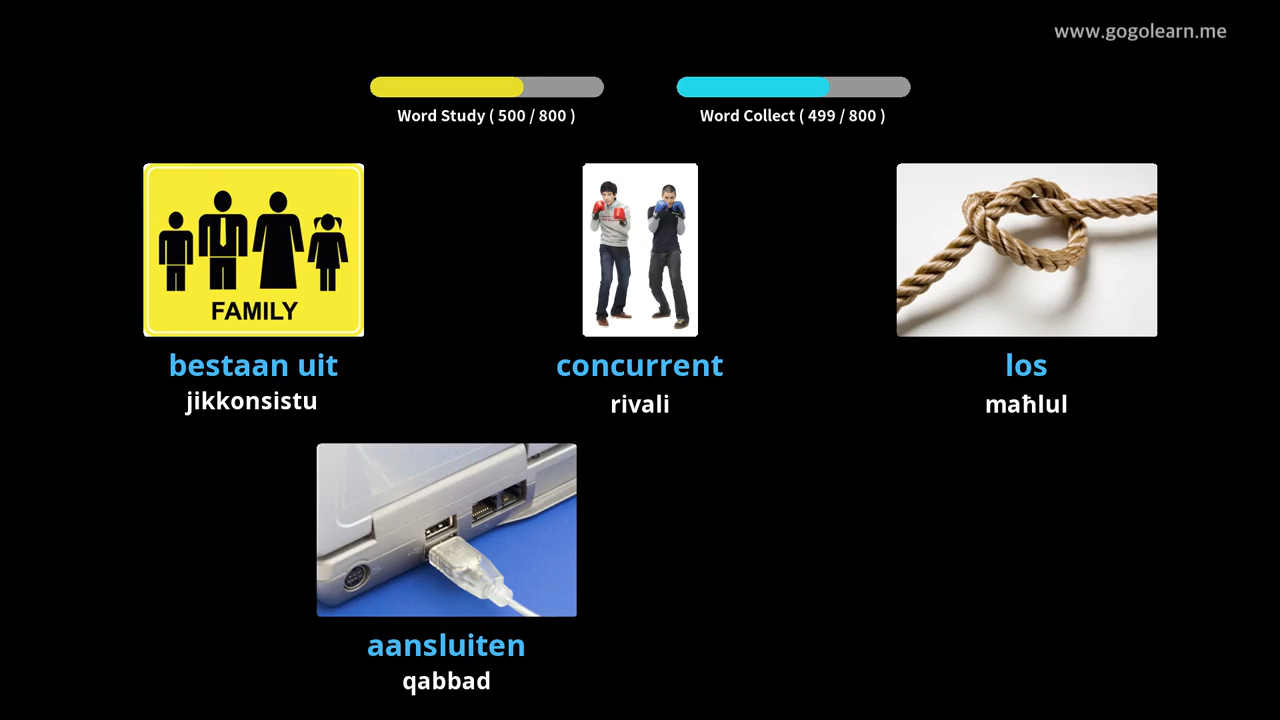 www.gogolearn.me
Word Study ( 500 / 800 )
Word Collect ( 499 / 800 )
FAMILY
bestaan uit
jikkonsistu
concurrent
rivali
los
maħlul
aansluiten
qabbad